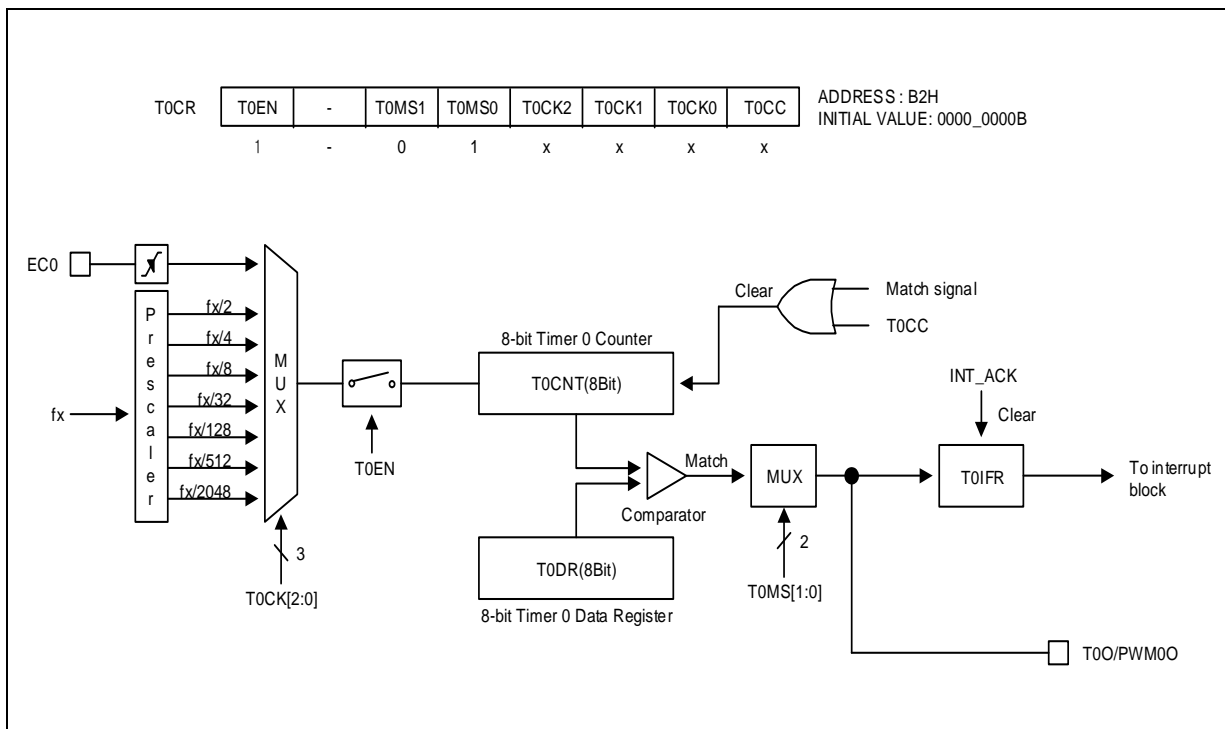 T0CR T0EN - T0MS1 T0MS0 T0CK2 T0CK1 T0CK0 T0CC
ADDRESS : B2H
INITIAL VALUE: 0000_0000B
1 - 0 1 x x x x
EC0
Prescaler
fx
fx/2
fx/4
fx/8
fx/32
fx/128
fx/512
fx/2048
MUX
3
T0CK[2:0]
T0EN
8-bit Timer 0 Counter
T0CNT(8Bit)
Clear
Match signal
T0CC
Match
Comparator
T0DR(8Bit)
8-bit Timer 0 Data Register
MUX
2
T0MS[1:0]
INT_ACK
Clear
T0IFR
To interrupt
block
T0O/PWM0O